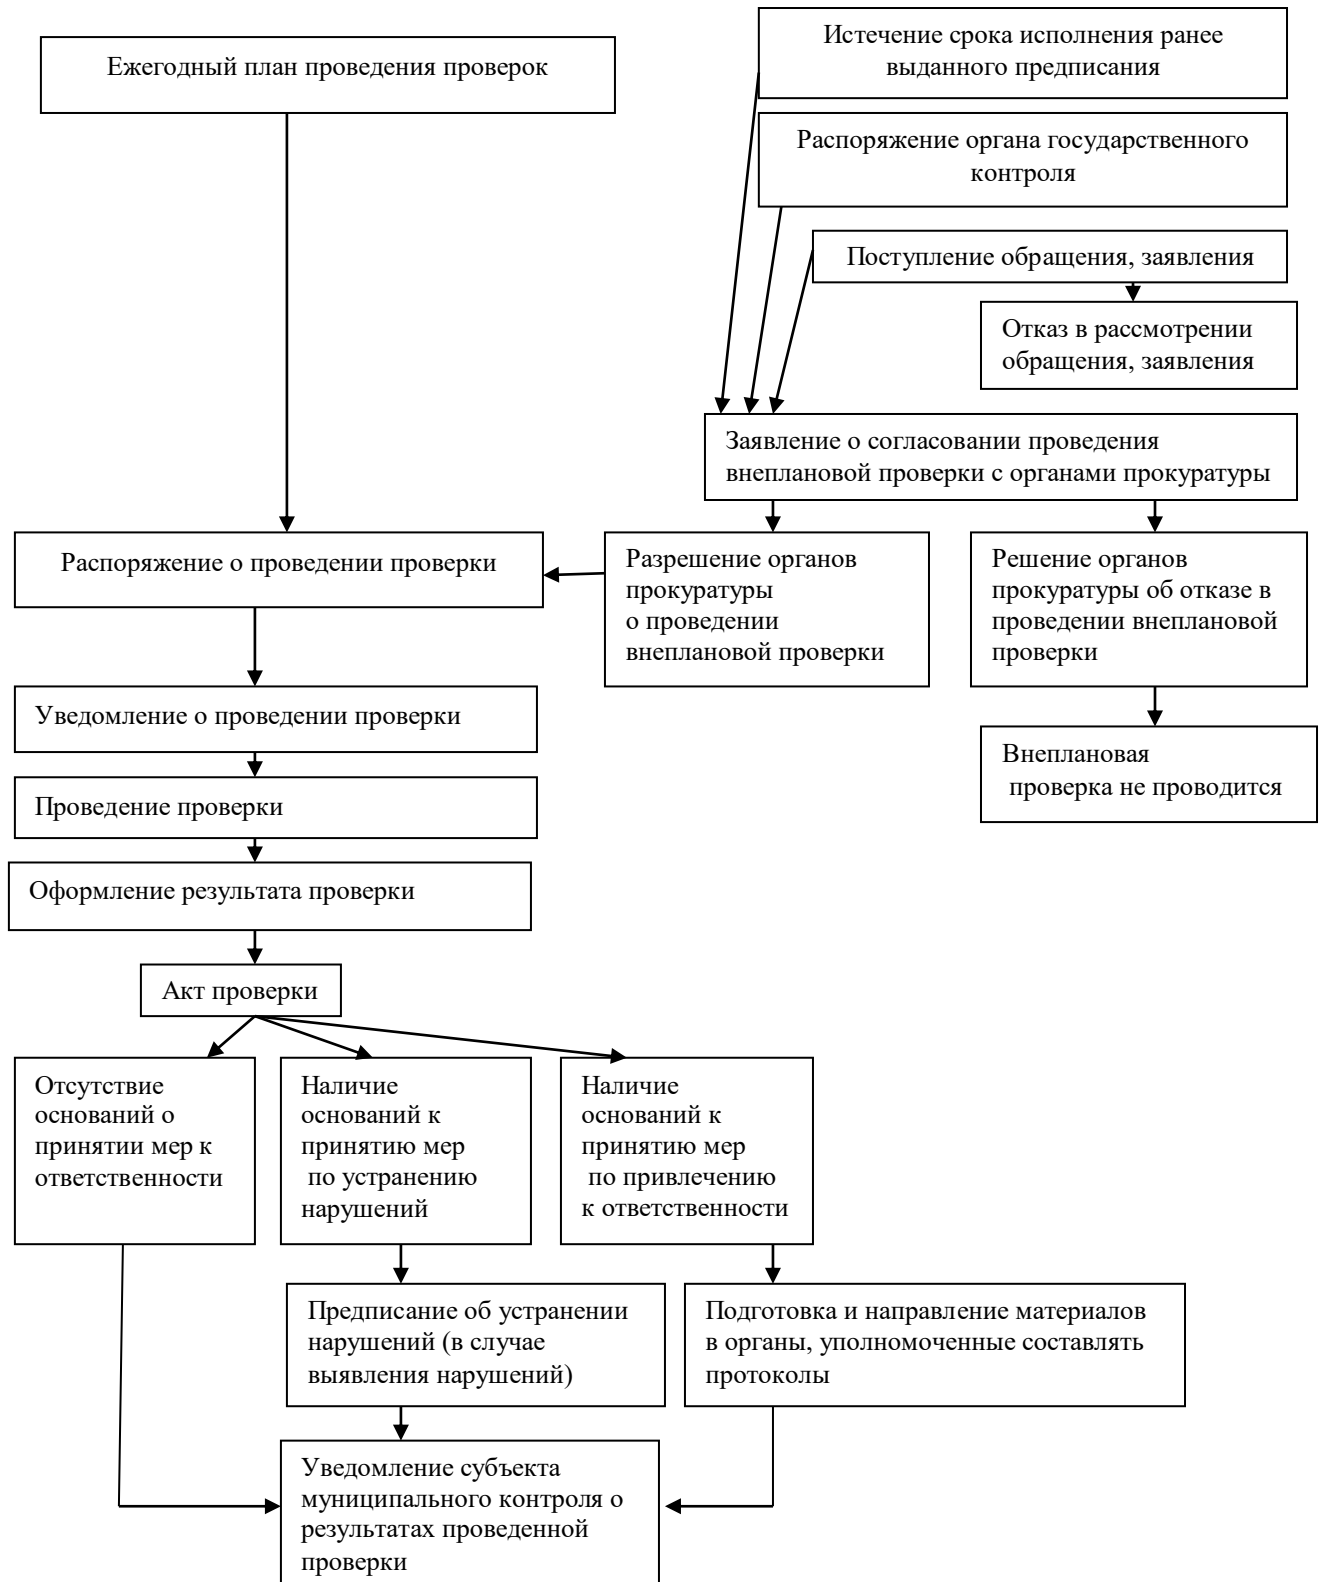 Ежегодный план проведения проверок
Истечение срока исполнения ранее
выданного предписания
Распоряжение органа государственного
контроля
Поступление обращения, заявления
Отказ в рассмотрении
обращения, заявления
Заявление о согласовании проведения
внеплановой проверки с органами прокуратуры
Распоряжение о проведении проверки
Разрешение органов
прокуратуры
о проведении
внеплановой проверки
Решение органов
прокуратуры об отказе в
проведении внеплановой
проверки
Уведомление о проведении проверки
Внеплановая
проверка не проводится
Проведение проверки
Оформление результата проверки
Акт проверки
Отсутствие
оснований о
принятии мер к
ответственности
Наличие
оснований к
принятию мер
по устранению
нарушений
Наличие
оснований к
принятию мер
по привлечению
к ответственности
Предписание об устранении
нарушений (в случае
выявления нарушений)
Подготовка и направление материалов
в органы, уполномоченные составлять
протоколы
Уведомление субъекта
муниципального контроля о
результатах проведенной
проверки